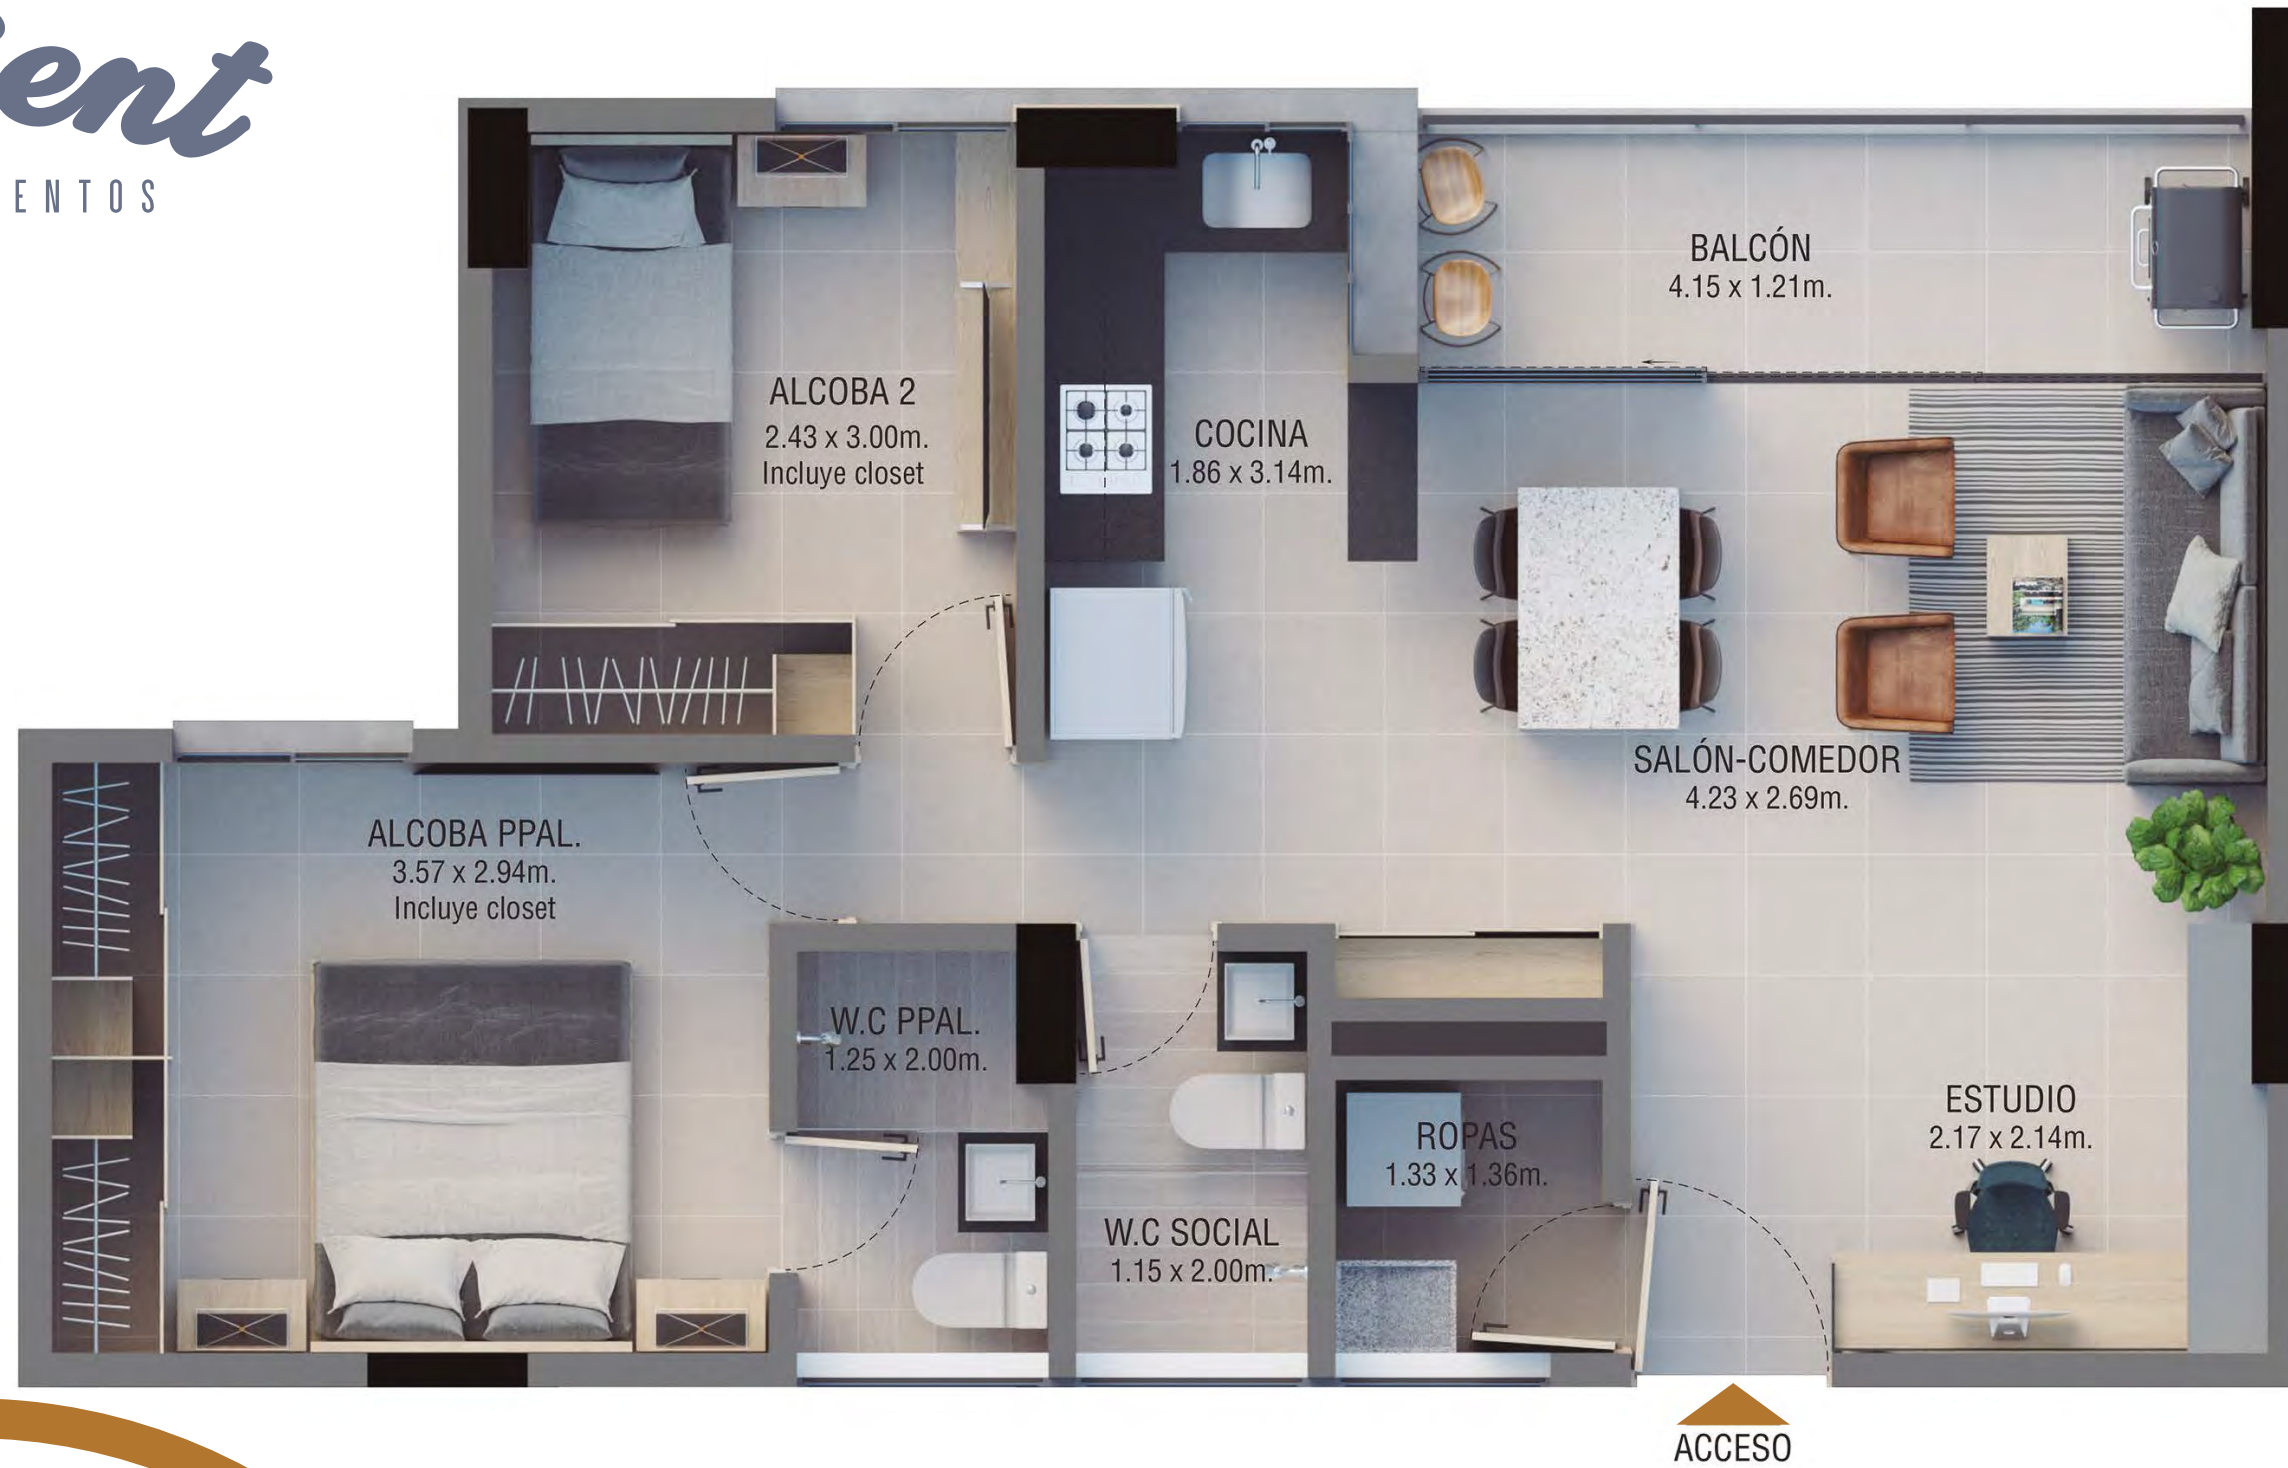 ENTOS
BALCÓN
4.15 x 1.21m.
ALCOBA 2
2.43 x 3.00m.
Incluye closet
COCINA
1.86 x 3.14m.
SALÓN-COMEDOR
4.23 x 2.69m.
ALCOBA PPAL.
3.57 x 2.94m.
Incluye closet
W.C PPAL.
1.25 x 2.00m.
ESTUDIO
2.17 x 2.14m.
ROPAS
1.33 x 1.36m.
W.C SOCIAL
1.15 x 2.00m.
ACCESO